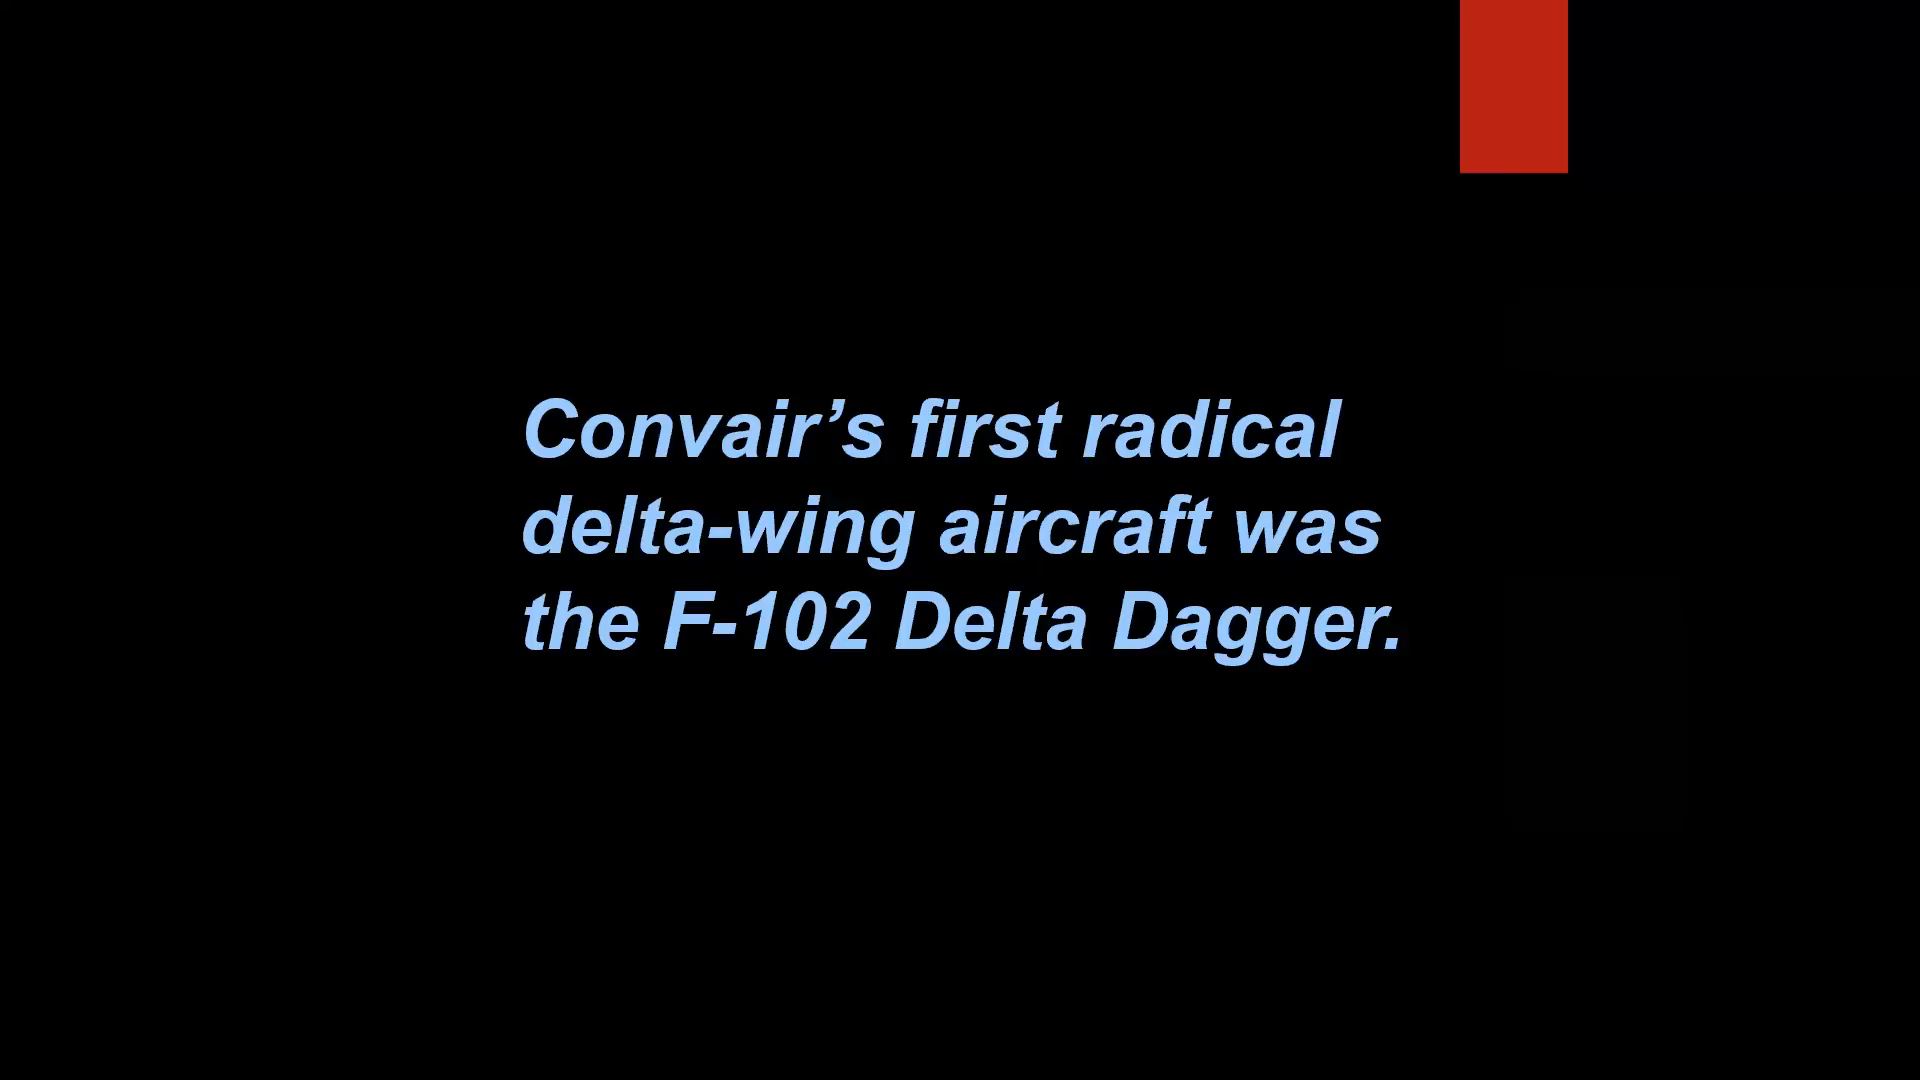 Convair’s first radical
delta-wing aircraft was
the F-102 Delta Dagger.